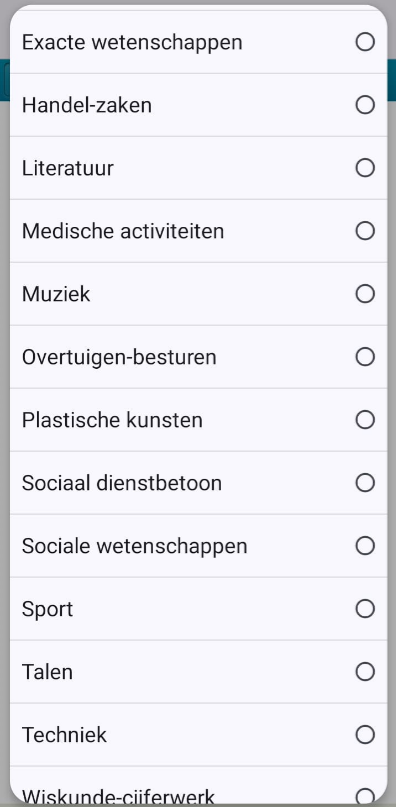 Exacte wetenschappen
Handel-zaken
Literatuur
Medische activiteiten
Muziek
Overtuigen-besturen
Plastische kunsten
Sociaal dienstbetoon
Sociale wetenschappen
Sport
Talen
Techniek
Wiskunde-cijferwerk